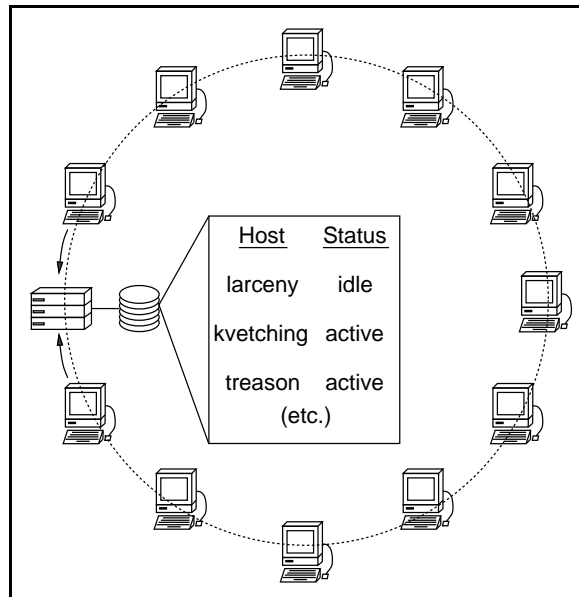 Host Status
larceny idle
kvetching active
treason active
(etc.)